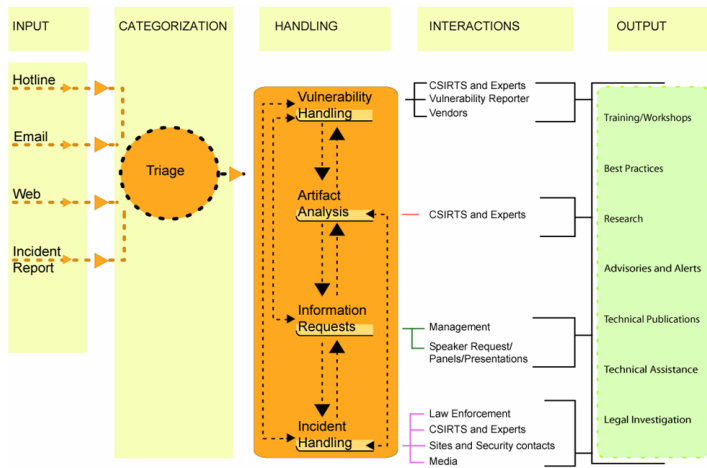 INPUT
CATEGORIZATION
HANDLING
INTERACTIONS
OUTPUT
Hotline
Email
Web
Incident
Report
Triage
Vulnerability
Handling
Artifact
Analysis
Information
Requests
Incident
Handling
CSIRTS and Experts
Vulnerability Reporter
Vendors
CSIRTS and Experts
Management
Speaker Request/
Panels/Presentations
Law Enforcement
CSIRTS and Experts
Sites and Security contacts
Media
Training/Workshops
Best Practices
Research
Advisories and Alerts
Technical Publications
Technical Assistance
Legal Investigation